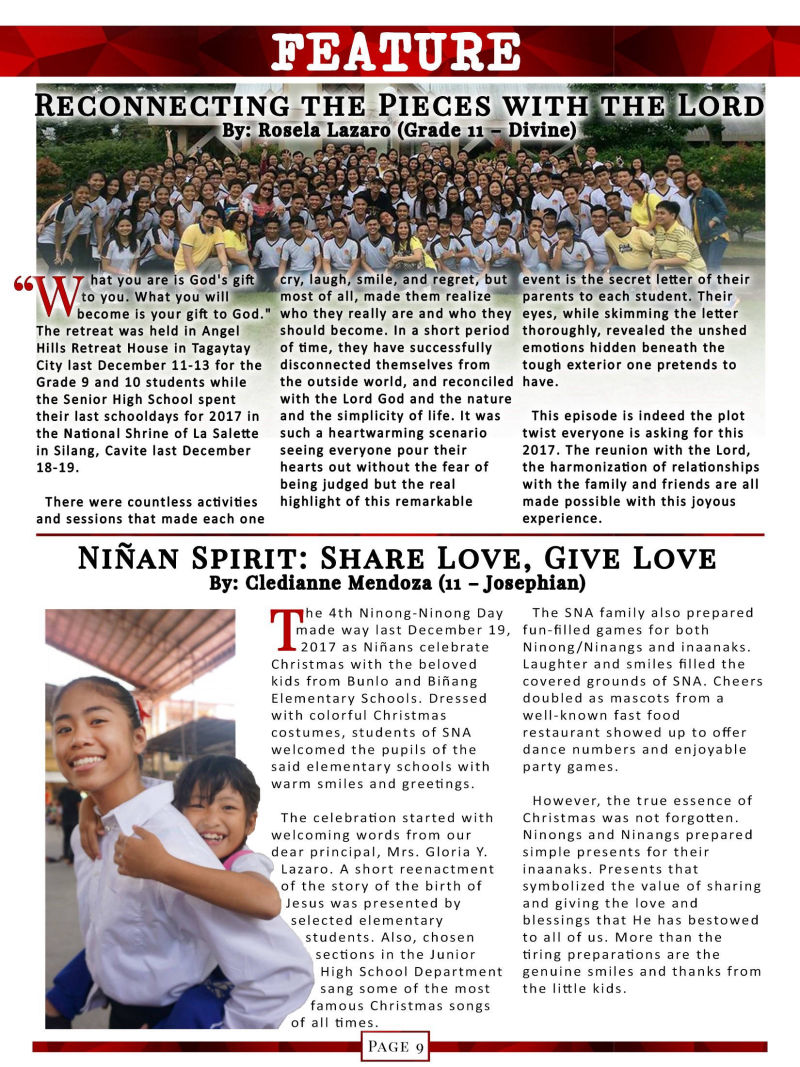 FEATURE
Reconnecting the Pieces with the Lord
By: Rosela Lazaro (Grade 11 – Divine)
“What you are is God's gift
to you. What you will
become is your gift to God."
The retreat was held in Angel
Hills Retreat House in Tagaytay
City last December 11-13 for the
Grade 9 and 10 students while
the Senior High School spent
their last schooldays for 2017 in
the National Shrine of La Salette
in Silang, Cavite last December
18-19.
There were countless activities
and sessions that made each one
cry, laugh, smile, and regret, but
most of all, made them realize
who they really are and who they
should become. In a short period
of time, they have successfully
disconnected themselves from
the outside world, and reconciled
with the Lord God and the nature
and the simplicity of life. It was
such a heartwarming scenario
seeing everyone pour their
hearts out without the fear of
being judged but the real
highlight of this remarkable
event is the secret letter of their
parents to each student. Their
eyes, while skimming the letter
thoroughly, revealed the unshed
emotions hidden beneath the
tough exterior one pretends to
have.
This episode is indeed the plot
twist everyone is asking for this
2017. The reunion with the Lord,
the harmonization of relationships
with the family and friends are all
made possible with this joyous
experience.
Niñan Spirit: Share Love, Give Love
By: Cledianne Mendoza (11 – Josephian)
The 4th Ninong-Ninong Day
made way last December 19,
2017 as Niñans celebrate
Christmas with the beloved
kids from Bunlo and Biñang
Elementary Schools. Dressed
with colorful Christmas
costumes, students of SNA
welcomed the pupils of the
said elementary schools with
warm smiles and greetings.
The celebration started with
welcoming words from our
dear principal, Mrs. Gloria Y.
Lazaro. A short reenactment
of the story of the birth of
Jesus was presented by
selected elementary
students. Also, chosen
sections in the Junior
High School Department
sang some of the most
famous Christmas songs
of all times.
The SNA family also prepared
fun-filled games for both
Ninong/Ninangs and inaanaks.
Laughter and smiles filled the
covered grounds of SNA. Cheers
doubled as mascots from a
well-known fast food
restaurant showed up to offer
dance numbers and enjoyable
party games.
However, the true essence of
Christmas was not forgotten.
Ninongs and Ninangs prepared
simple presents for their
inaanaks. Presents that
symbolized the value of sharing
and giving the love and
blessings that He has bestowed
to all of us. More than the
tiring preparations are the
genuine smiles and thanks from
the little kids.
Page 9